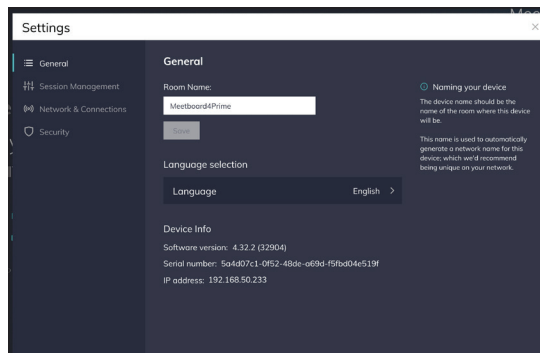 Settings
General
Session Management
Network & Connections
Security
General
Room Name:
Meetboard4Prime
Save
Language selection
Language English
Device Info
Software version: 4.32.2 (32904)
Serial number: 5a4d07c1-0f52-48de-a69d-f5fbd04e519f
IP address: 192.168.50.233
Naming your device
The device name should be the
name of the room where this device
will be.
This name is used to automatically
generate a network name for this
device; which we'd recommend
being unique on your network.